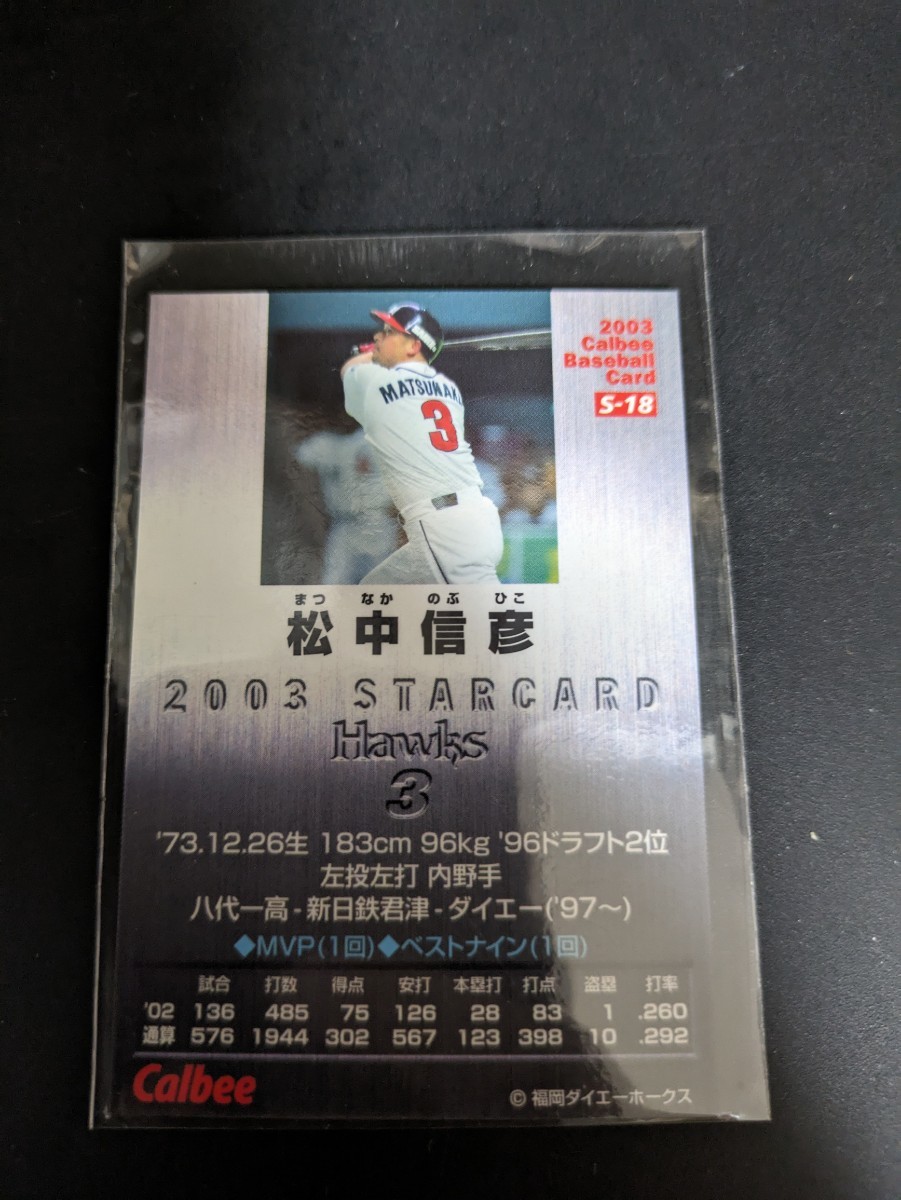 2003
Calbee
Baseball
Card
S-18
MATSUNAK
3
まつ なか のぶ ひこ
松中信彦
2003 STARCARD
Hawks
3
'73.12.26生 183cm 96kg '96ドラフト2位
左投左打 内野手
八代一高-新日鉄君津-ダイエー('97〜)
◆MVP(1回)◆ベストナイン(1回)
試合 打数 得点 安打 本塁打 打点 盗塁 打率
'02 136 485 75 126 28 83 1 .260
通算 576 1944 302 567 123 398 10 .292
Calbee
© 福岡ダイエーホークス